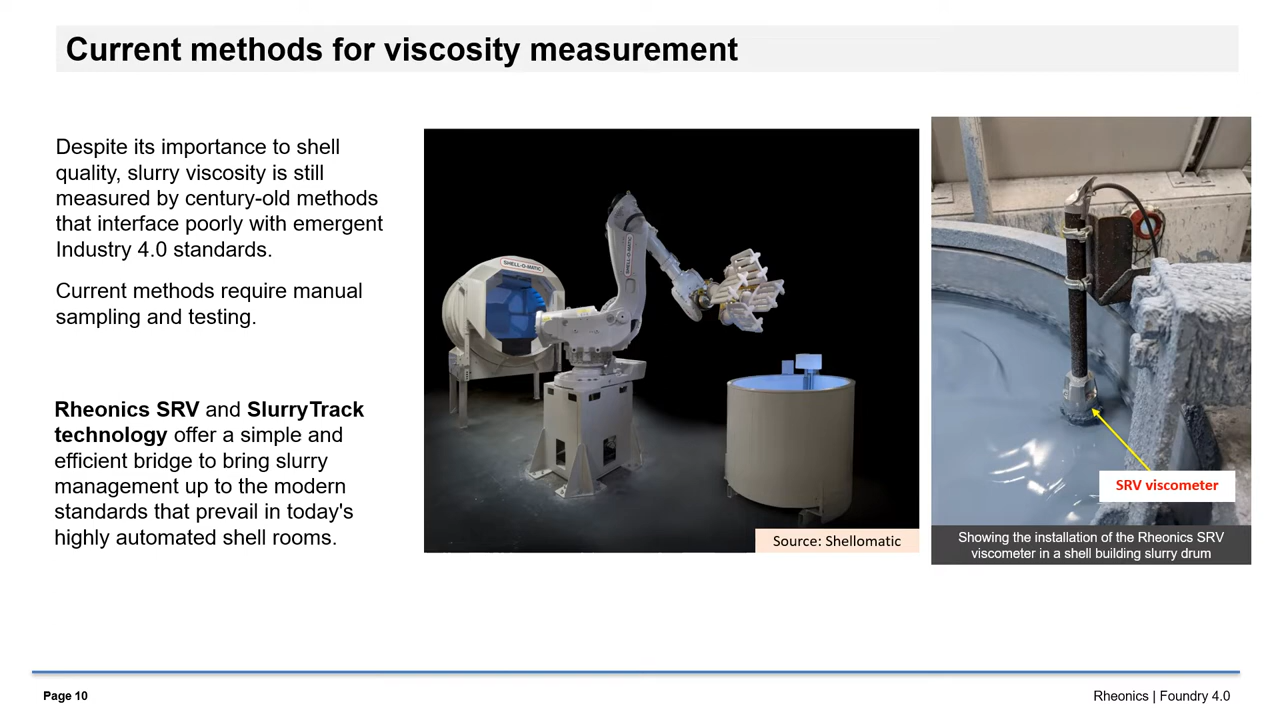 Current methods for viscosity measurement
Despite its importance to shell
quality, slurry viscosity is still
measured by century-old methods
that interface poorly with emergent
Industry 4.0 standards.
Current methods require manual
sampling and testing.
Rheonics SRV and SlurryTrack
technology offer a simple and
efficient bridge to bring slurry
management up to the modern
standards that prevail in today's
highly automated shell rooms.
SHELL-O-MATIC
SHELL-O-MATIC
Source: Shellomatic
SRV viscometer
Showing the installation of the Rheonics SRV
viscometer in a shell building slurry drum
Page 10
Rheonics | Foundry 4.0